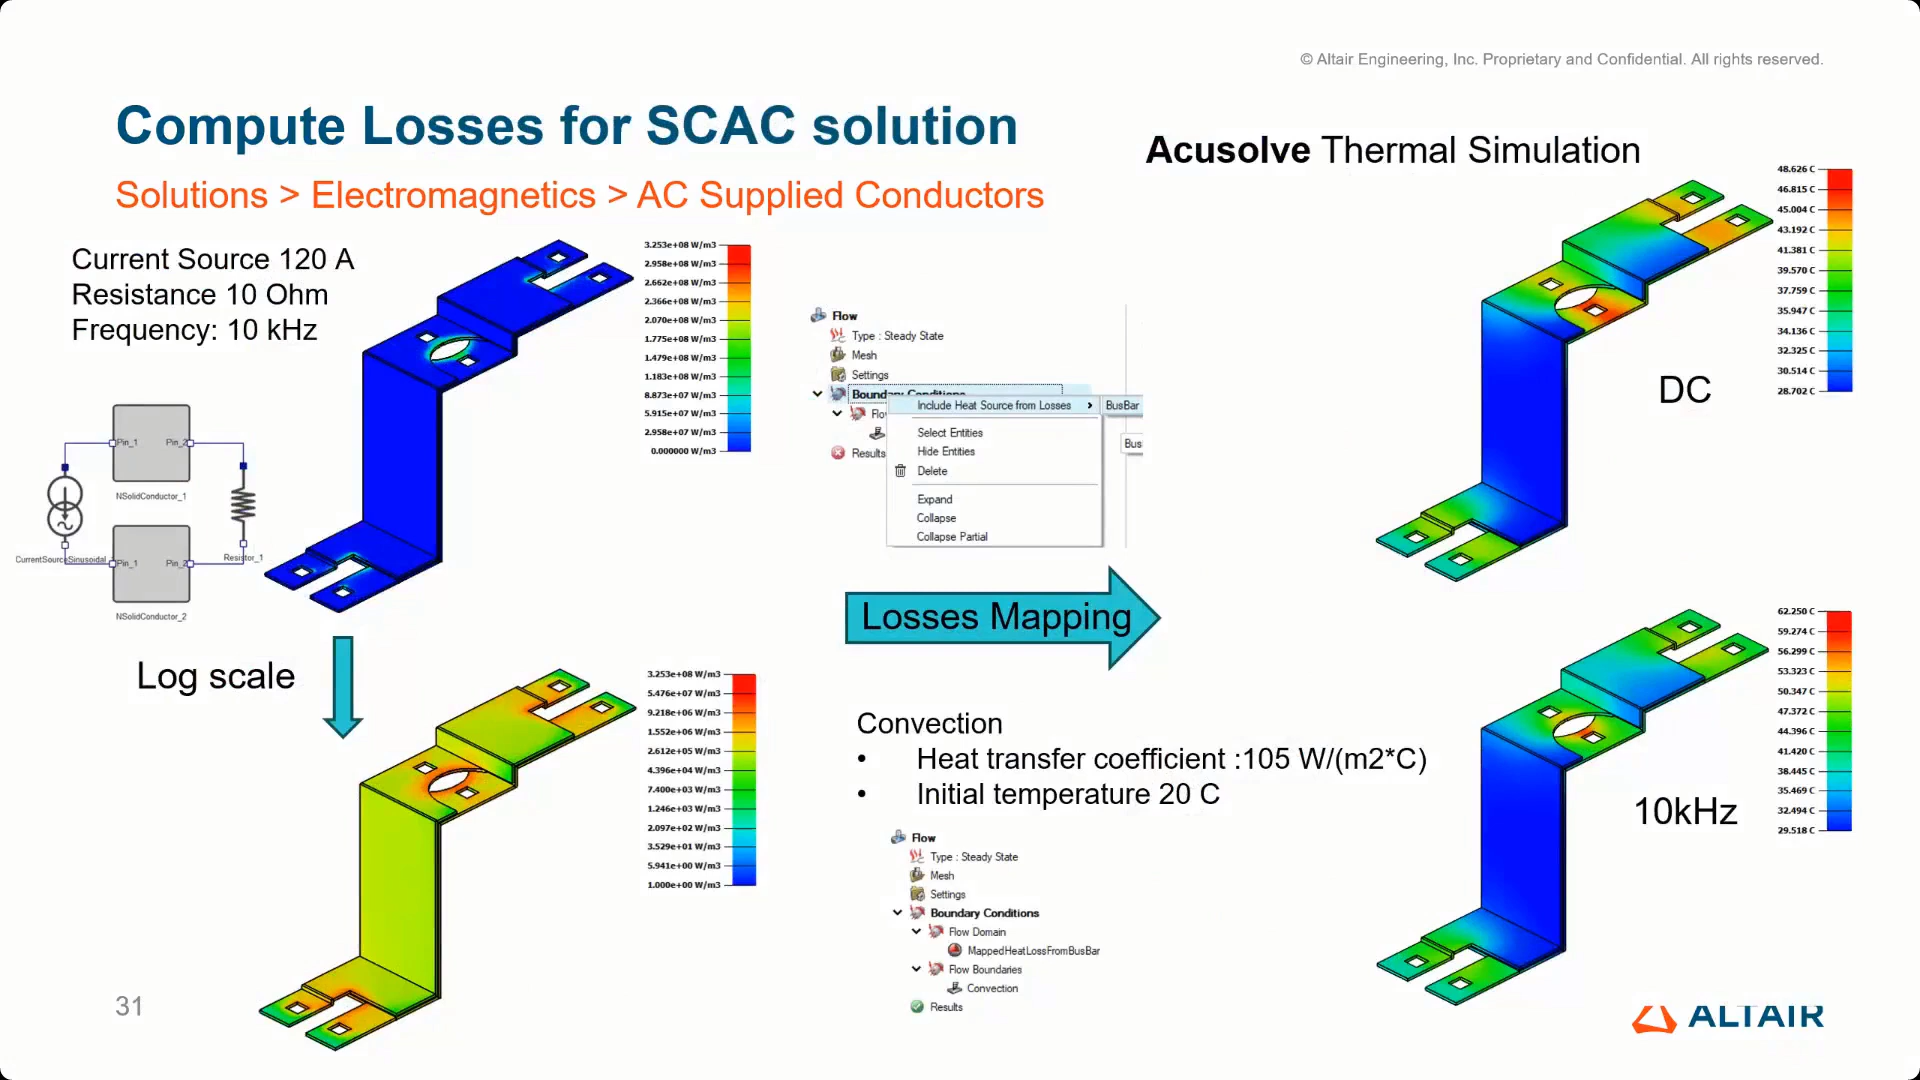 © Altair Engineering, Inc. Proprietary and Confidential. All rights reserved.
Compute Losses for SCAC solution
Solutions > Electromagnetics > AC Supplied Conductors
Acusolve Thermal Simulation
Current Source 120 A
Resistance 10 Ohm
Frequency: 10 kHz
3.253e+08 W/m3
2.958e+08 W/m3
2.662e+08 W/m3
2.366e+08 W/m3
2.070e+08 W/m3
1.775e+08 W/m3
1.479e+08 W/m3
1.183e+08 W/m3
8.873e+07 W/m3
5.915e+07 W/m3
2.958e+07 W/m3
0.000000 W/m3
Pin_1
Pin_2
NSolidConductor_1
CurrentSourceSinusoidal
Pin_1
Pin_2
Resistor_1
NSolidConductor_2
Flow
Type : Steady State
Mesh
Settings
Boundary Conditions
Include Heat Source from Losses
BusBar
Flo
Select Entities
Bus
Hide Entities
Results
Delete
Expand
Collapse
Collapse Partial
48.626 C
46.815 C
45.004 C
43.192 C
41.381 C
39.570 C
37.759 C
35.947 C
34.136 C
32.325 C
30.514 C
28.702 C
DC
Losses Mapping
Log scale
3.253e+08 W/m3
5.476e+07 W/m3
9.218e+06 W/m3
1.552e+06 W/m3
2.612e+05 W/m3
4.396e+04 W/m3
7.400e+03 W/m3
1.246e+03 W/m3
2.097e+02 W/m3
3.529e+01 W/m3
5.941e+00 W/m3
1.000e+00 W/m3
Convection
• Heat transfer coefficient :105 W/(m2*C)
• Initial temperature 20 C
Flow
Type : Steady State
Mesh
Settings
Boundary Conditions
Flow Domain
MappedHeatLossFromBusBar
Flow Boundaries
Convection
Results
62.250 C
59.274 C
56.299 C
53.323 C
50.347 C
47.372 C
44.396 C
41.420 C
38.445 C
35.469 C
32.494 C
29.518 C
10kHz
31
ALTAIR